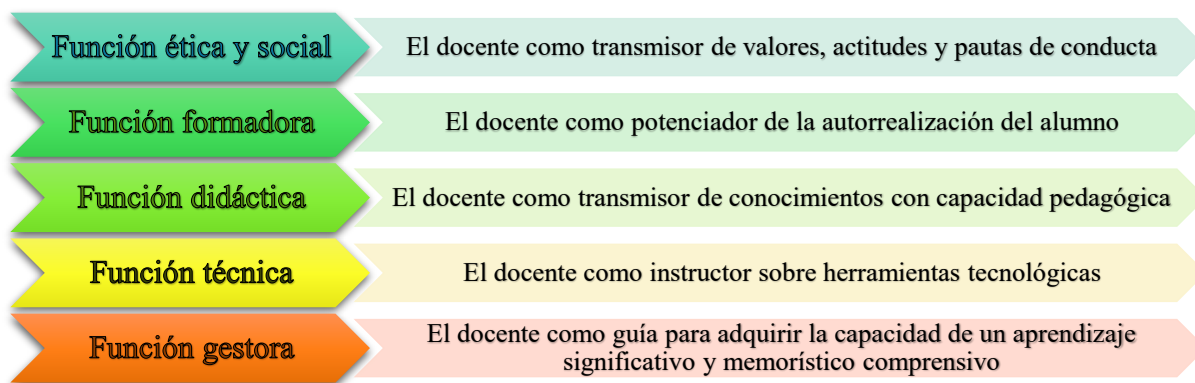 Función ética y social
El docente como transmisor de valores, actitudes y pautas de conducta
Función formadora
El docente como potenciador de la autorrealización del alumno
Función didáctica
El docente como transmisor de conocimientos con capacidad pedagógica
Función técnica
El docente como instructor sobre herramientas tecnológicas
Función gestora
El docente como guía para adquirir la capacidad de un aprendizaje
significativo y memorístico comprensivo